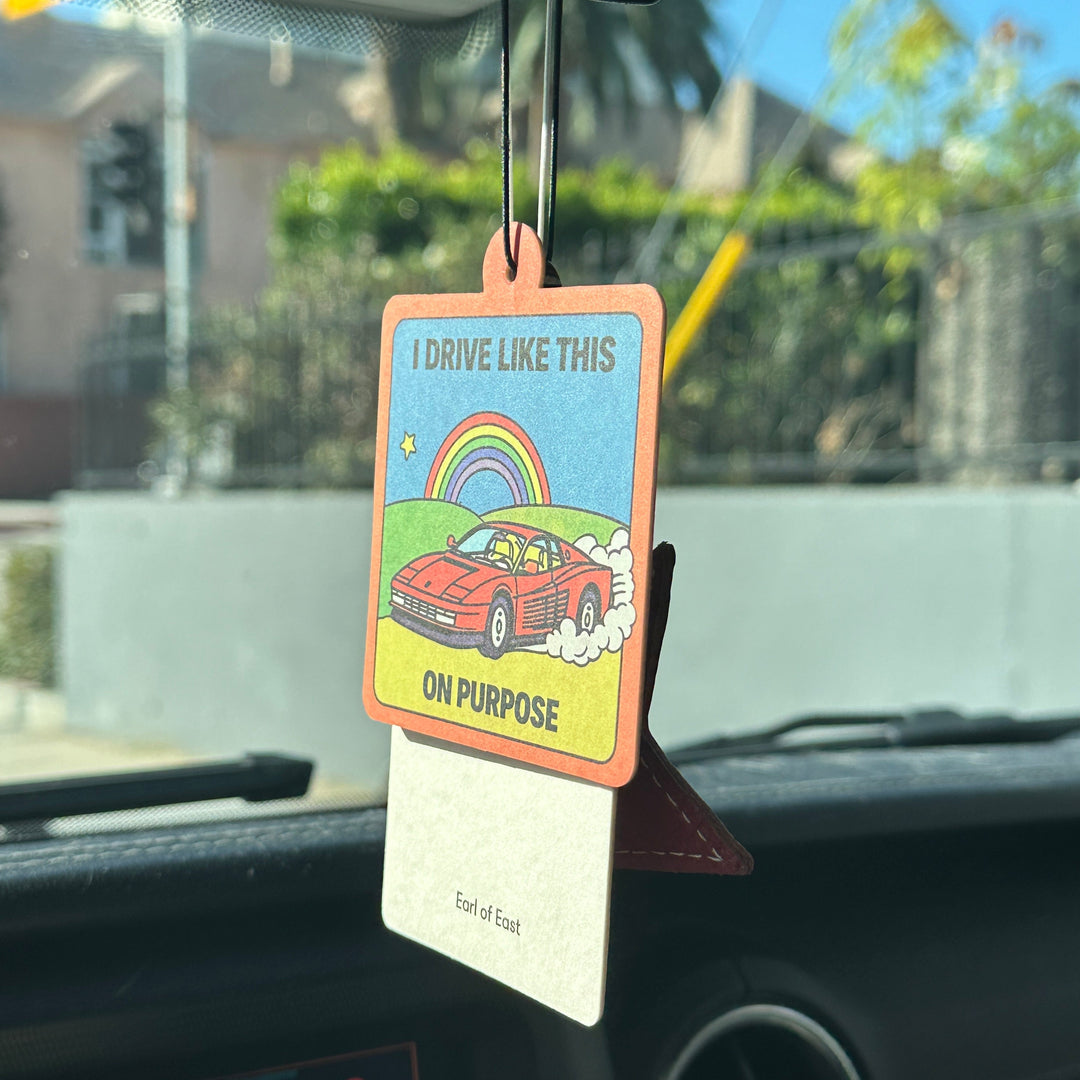 I DRIVE LIKE THIS
ON PURPOSE
Earl of East